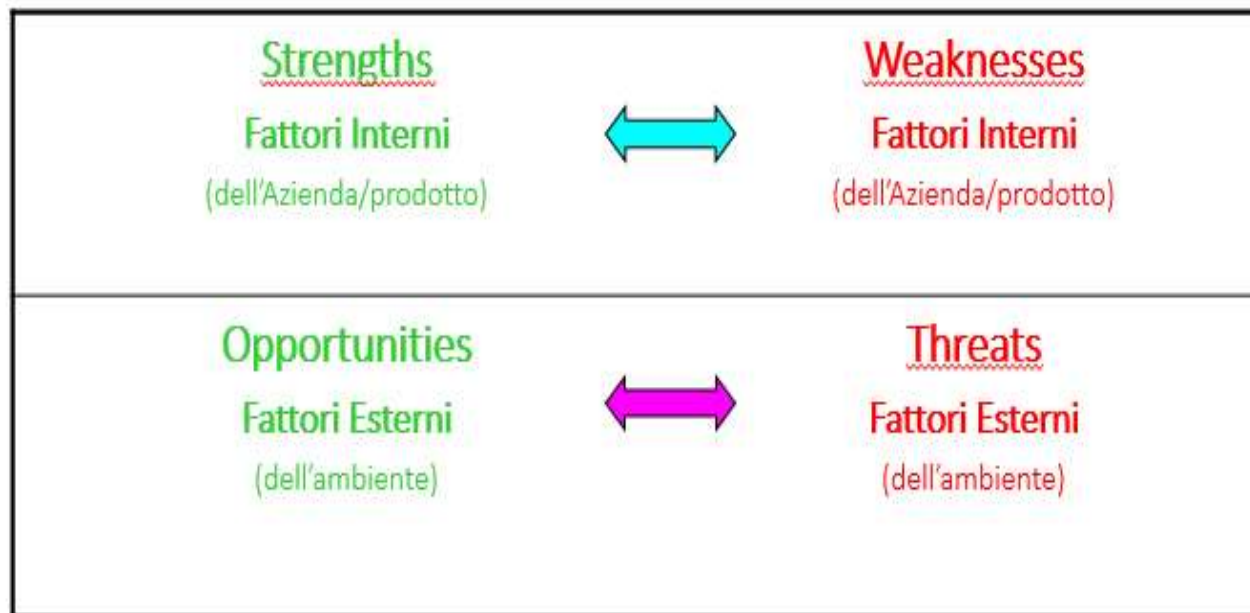 Strengths
Weaknesses
Fattori Interni
Fattori Interni
(dell'Azienda/prodotto)
(dell'Azienda/prodotto)
Opportunities
Threats
Fattori Esterni
Fattori Esterni
(dell'ambiente)
(dell'ambiente)